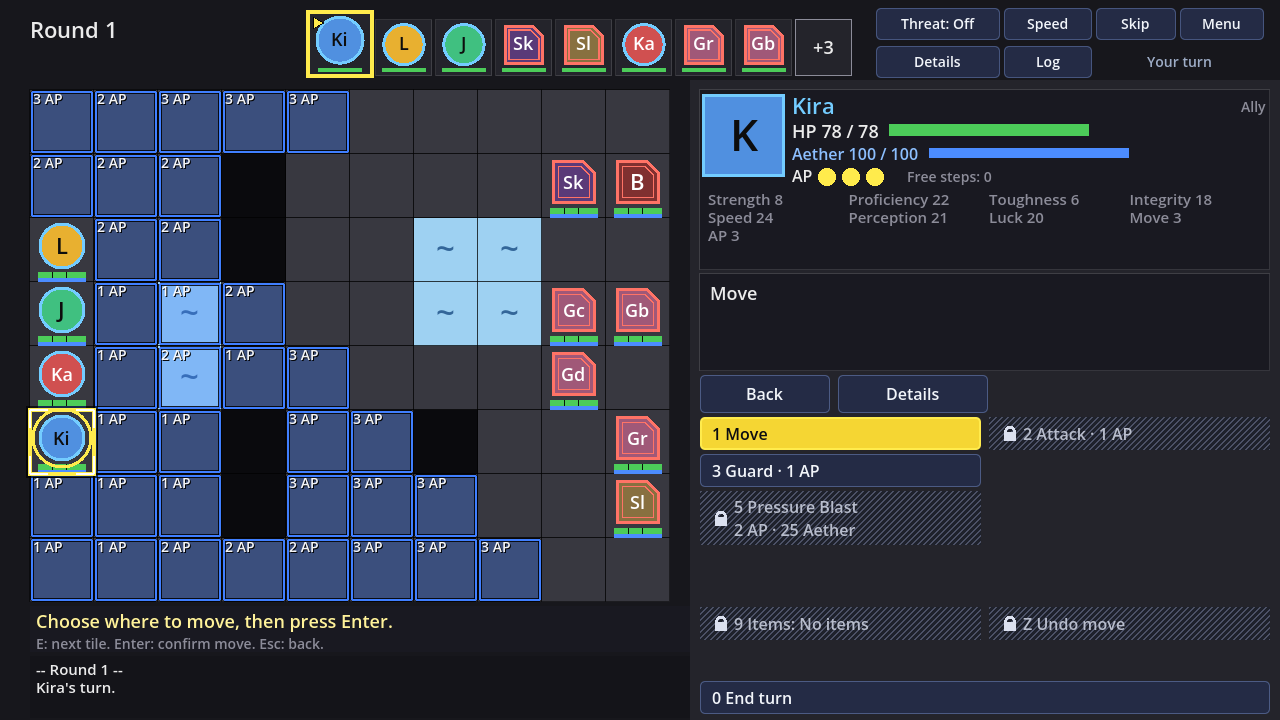 Round 1
Ki L J Sk Sl Ka Gr Gb +3
Threat: Off Speed Skip Menu
Details Log Your turn
3 AP 2 AP 3 AP 3 AP 3 AP
2 AP 2 AP 2 AP
Sk B
L 2 AP 2 AP ~ ~
J 1 AP 1 AP ~ 2 AP ~ ~ Gc Gb
Ka 1 AP 2 AP ~ 1 AP 3 AP Gd
Ki 1 AP 1 AP 3 AP 3 AP Gr
1 AP 1 AP 1 AP 3 AP 3 AP 3 AP Sl
1 AP 1 AP 2 AP 2 AP 2 AP 3 AP 3 AP 3 AP
Choose where to move, then press Enter.
E: next tile. Enter: confirm move. Esc: back.
-- Round 1 --
Kira's turn.
K
Kira Ally
HP 78 / 78
Aether 100 / 100
AP Free steps: 0
Strength 8 Proficiency 22 Toughness 6 Integrity 18
Speed 24 Perception 21 Luck 20 Move 3
AP 3
Move
Back Details
1 Move 2 Attack · 1 AP
3 Guard · 1 AP
5 Pressure Blast
2 AP · 25 Aether
9 Items: No items Z Undo move
0 End turn